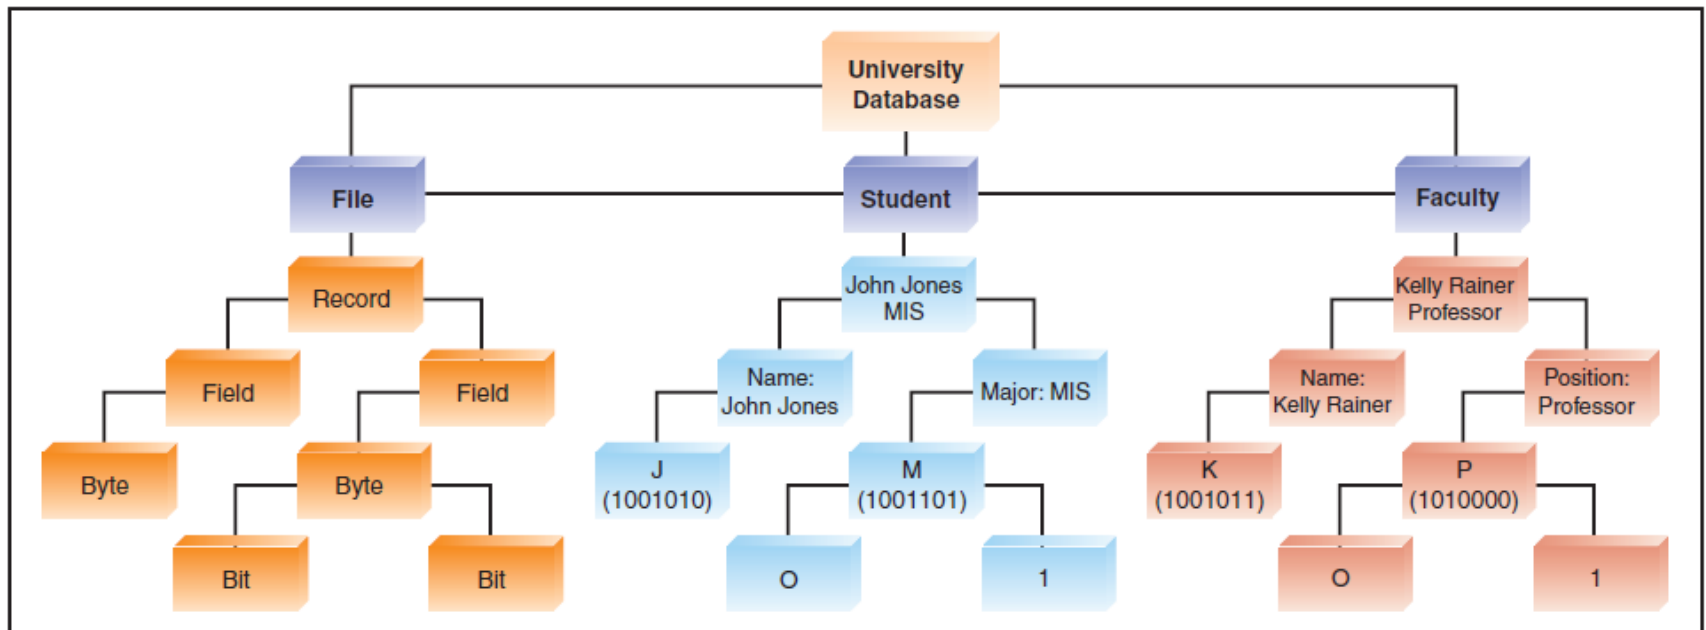 University
Database
File
Student
Faculty
Record
John Jones
MIS
Kelly Rainer
Professor
Field
Field
Name:
John Jones
Major: MIS
Name:
Kelly Rainer
Position:
Professor
Byte
Byte
J
(1001010)
M
(1001101)
K
(1001011)
P
(1010000)
Bit
Bit
O
1
O
1